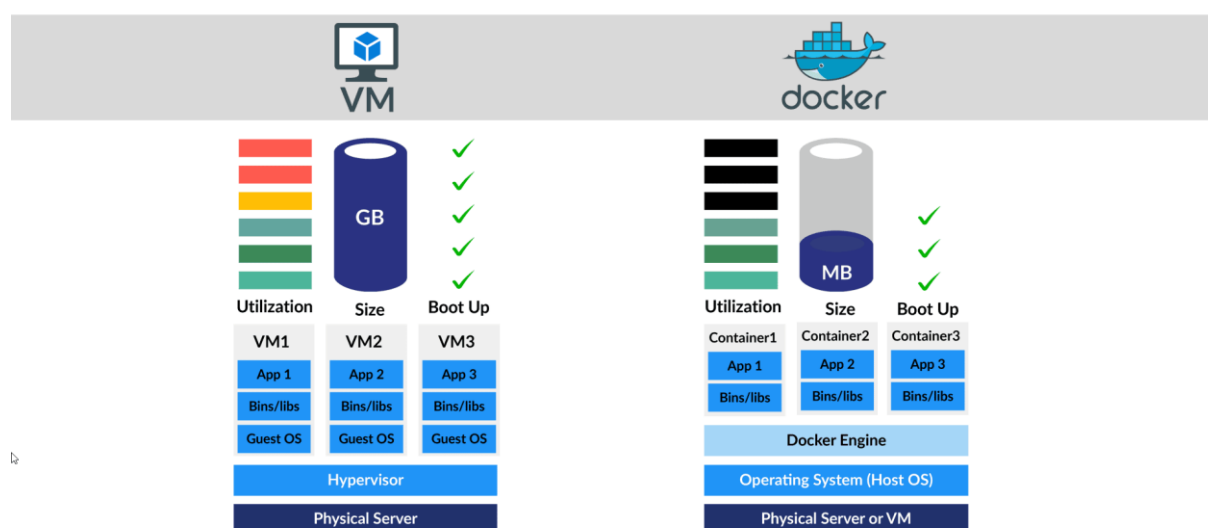 VM
docker
GB
MB
Utilization Size Boot Up
Utilization Size Boot Up
VM1 VM2 VM3
App 1 App 2 App 3
Bins/libs Bins/libs Bins/libs
Guest OS Guest OS Guest OS
Hypervisor
Physical Server
Container1 Container2 Container3
App 1 App 2 App 3
Bins/libs Bins/libs Bins/libs
Docker Engine
Operating System (Host OS)
Physical Server or VM